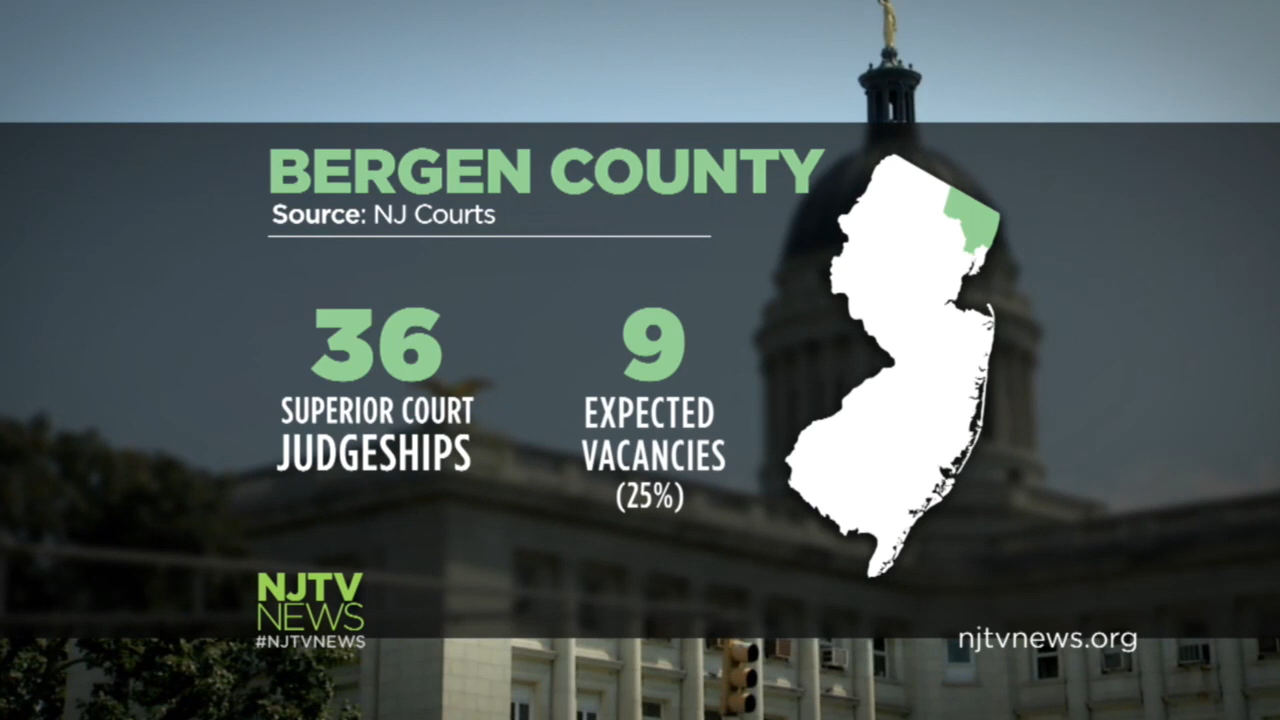 BERGEN COUNTY
Source: NJ Courts
36
SUPERIOR COURT
JUDGESHIPS
9
EXPECTED
VACANCIES
(25%)
NJTV
NEWS
#NJTVNEWS
njtvnews.org